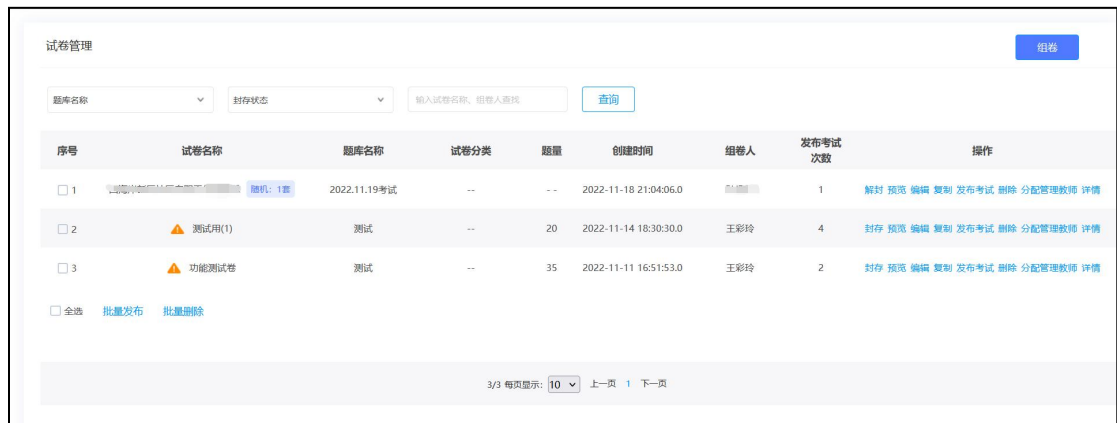 试卷管理
组卷
题库名称 封存状态 输入试卷名称、组卷人查找 查询
序号 试卷名称 题库名称 试卷分类 题量 创建时间 组卷人 发布考试次数 操作
1 随机：1套 2022.11.19考试 -- -- 2022-11-18 21:04:06.0 1 解封 预览 编辑 复制 发布考试 删除 分配管理教师 详情
2 测试用(1) 测试 -- 20 2022-11-14 18:30:30.0 王彩玲 4 封存 预览 编辑 复制 发布考试 删除 分配管理教师 详情
3 功能测试卷 测试 -- 35 2022-11-11 16:51:53.0 王彩玲 2 封存 预览 编辑 复制 发布考试 删除 分配管理教师 详情
全选 批量发布 批量删除
3/3 每页显示: 10 上一页 1 下一页